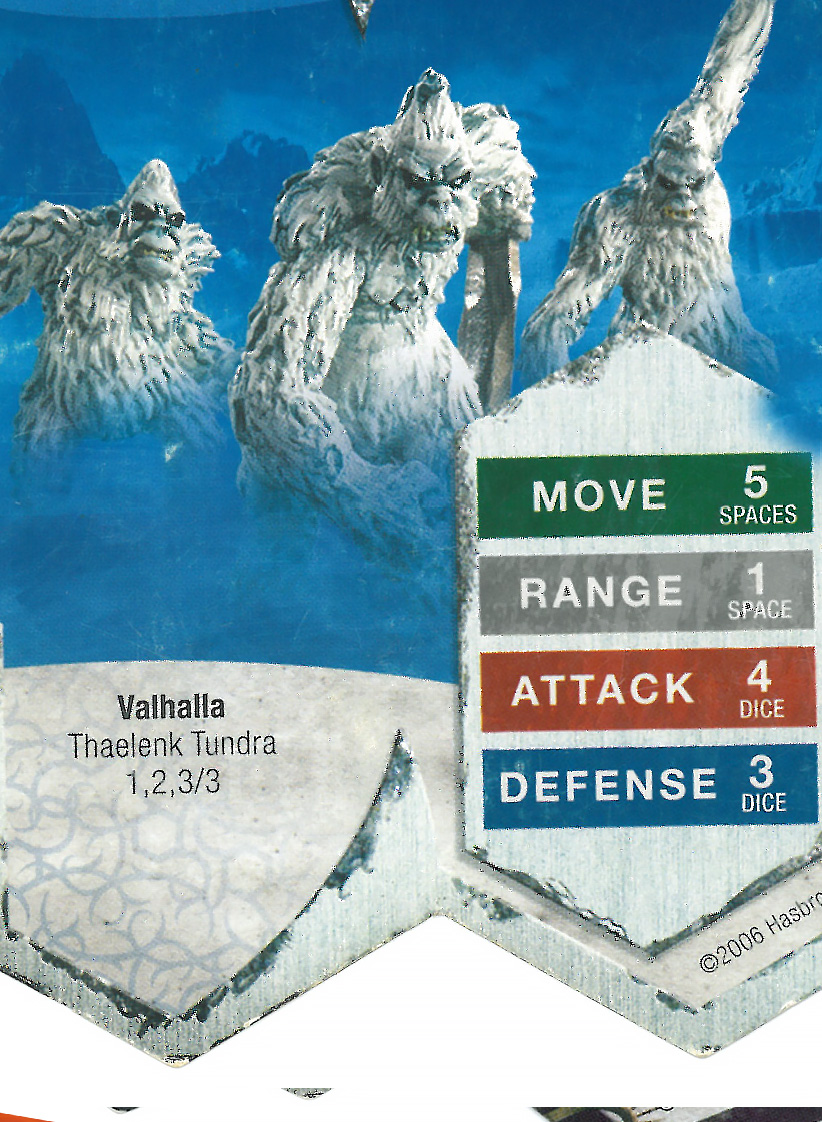 MOVE 5
SPACES
RANGE 1
SPACE
ATTACK 4
DICE
DEFENSE 3
DICE
Valhalla
Thaelenk Tundra
1,2,3/3
©2006 Hasbro